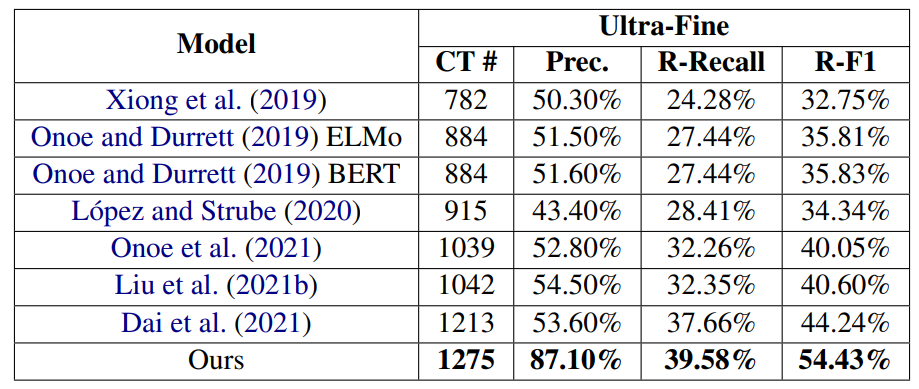 Model Ultra-Fine
CT # Prec. R-Recall R-F1
Xiong et al. (2019) 782 50.30% 24.28% 32.75%
Onoe and Durrett (2019) ELMo 884 51.50% 27.44% 35.81%
Onoe and Durrett (2019) BERT 884 51.60% 27.44% 35.83%
López and Strube (2020) 915 43.40% 28.41% 34.34%
Onoe et al. (2021) 1039 52.80% 32.26% 40.05%
Liu et al. (2021b) 1042 54.50% 32.35% 40.60%
Dai et al. (2021) 1213 53.60% 37.66% 44.24%
Ours 1275 87.10% 39.58% 54.43%